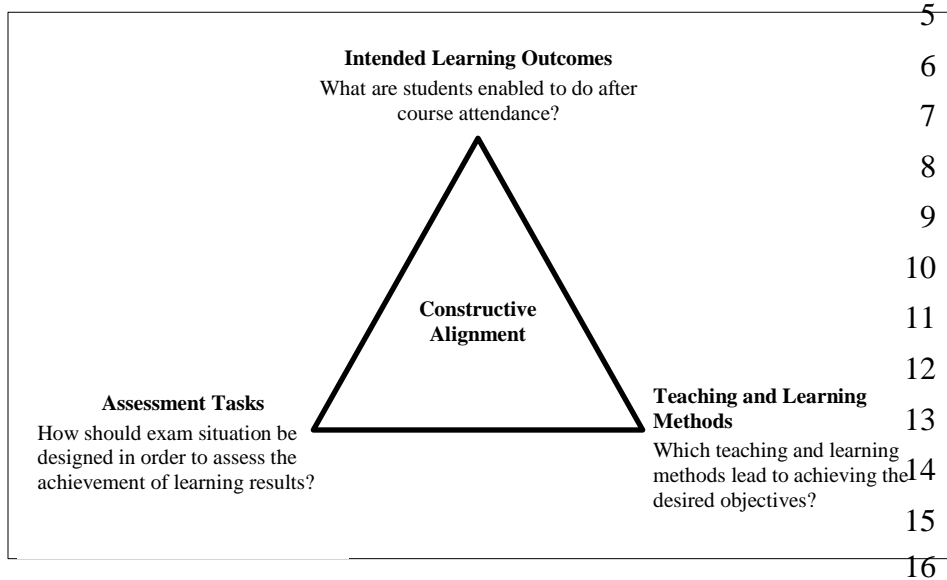 5
Intended Learning Outcomes
6
What are students enabled to do after
course attendance?
7
8
9
10
Constructive
Alignment
11
12
Assessment Tasks
How should exam situation be
designed in order to assess the
achievement of learning results?
Teaching and Learning
Methods
13
Which teaching and learning
methods lead to achieving the
14
desired objectives?
15
16